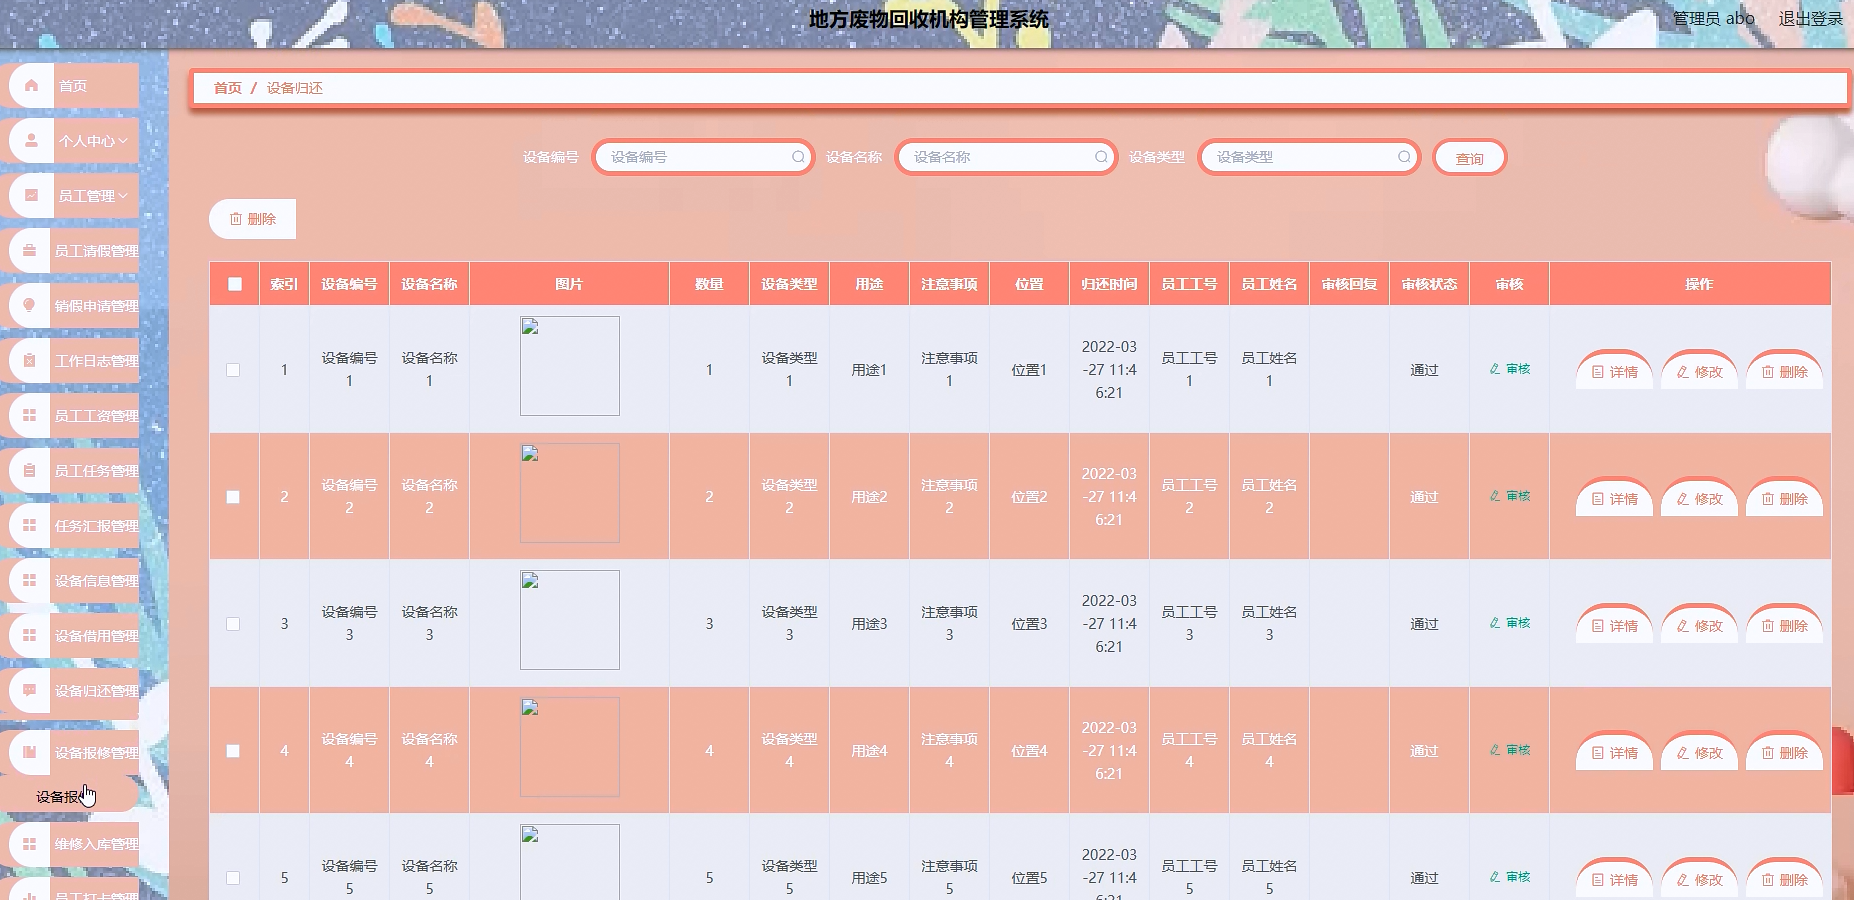 地方废物回收机构管理系统
管理员 abo
退出登录
首页
个人中心
员工管理
员工请假管理
销假申请管理
工作日志管理
员工工资管理
员工任务管理
任务汇报管理
设备信息管理
设备借用管理
设备归还管理
设备报修管理
设备报
维修入库管理
员工打卡管理
首页 / 设备归还
设备编号 设备编号 设备名称 设备名称 设备类型 设备类型 查询
删除
索引 设备编号 设备名称 图片 数量 设备类型 用途 注意事项 位置 归还时间 员工工号 员工姓名 审核回复 审核状态 审核 操作
1 设备编号1 设备名称1 1 设备类型1 用途1 注意事项1 位置1 2022-03-27 11:46:21 员工工号1 员工姓名1 通过 审核 详情 修改 删除
2 设备编号2 设备名称2 2 设备类型2 用途2 注意事项2 位置2 2022-03-27 11:46:21 员工工号2 员工姓名2 通过 审核 详情 修改 删除
3 设备编号3 设备名称3 3 设备类型3 用途3 注意事项3 位置3 2022-03-27 11:46:21 员工工号3 员工姓名3 通过 审核 详情 修改 删除
4 设备编号4 设备名称4 4 设备类型4 用途4 注意事项4 位置4 2022-03-27 11:46:21 员工工号4 员工姓名4 通过 审核 详情 修改 删除
5 设备编号5 设备名称5 5 设备类型5 用途5 注意事项5 位置5 2022-03-27 11:46:21 员工工号5 员工姓名5 通过 审核 详情 修改 删除